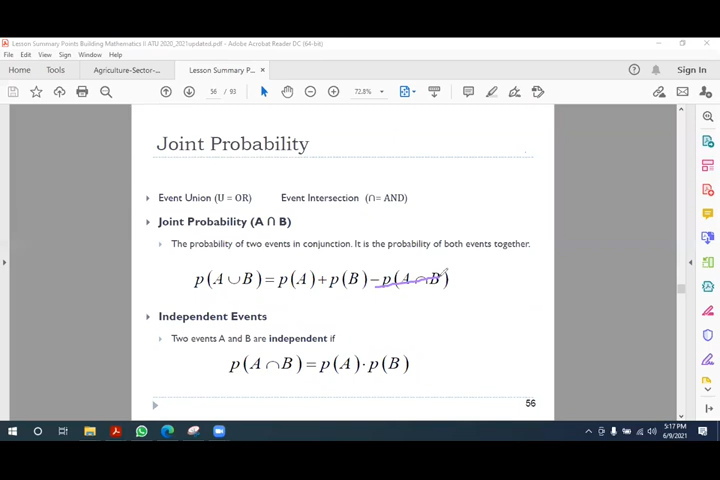 Lesson Summary Points Building Mathematics II ATU 2020_2021updated.pdf - Adobe Acrobat Reader DC (64-bit)
File Edit View Sign Window Help
Home Tools Agriculture-Sector-... Lesson Summary P... × Sign In
56 / 93 72.8%
Joint Probability
Event Union (U = OR) Event Intersection (∩= AND)
Joint Probability (A ∩ B)
The probability of two events in conjunction. It is the probability of both events together.
p(A∪B)=p(A)+p(B)−p(A∩B)
Independent Events
Two events A and B are independent if
p(A∩B)=p(A)·p(B)
56
5:17 PM
6/9/2021